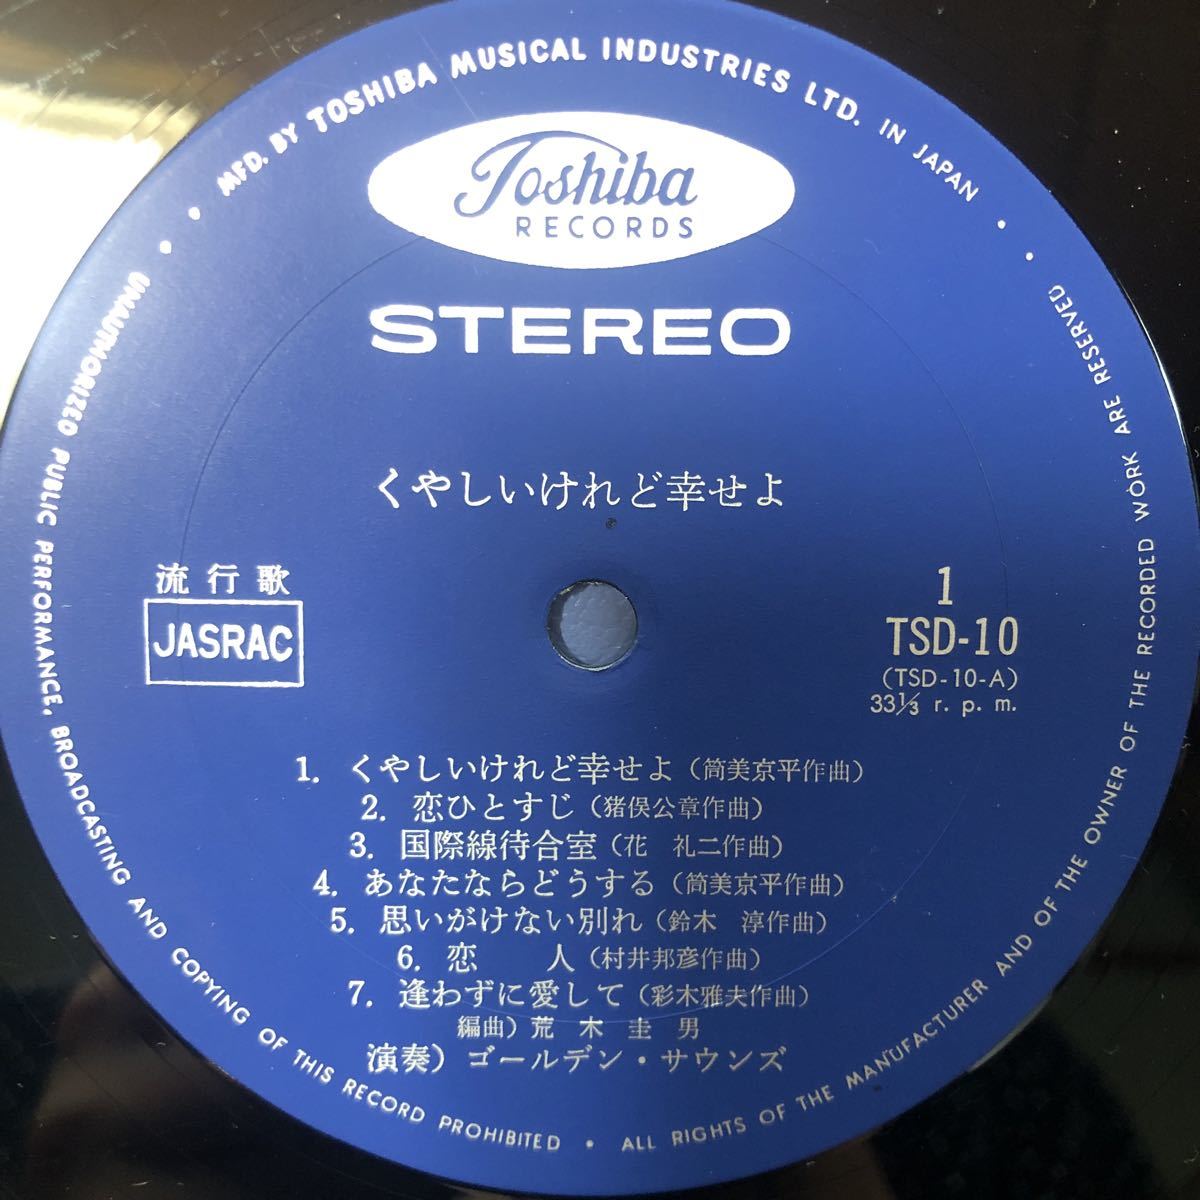 MFD. BY TOSHIBA MUSICAL INDUSTRIES LTD. IN JAPAN
Toshiba
RECORDS
STEREO
くやしいけれど幸せよ
流行歌
JASRAC
1
TSD-10
(TSD-10-A)
33⅓ r.p.m.
1. くやしいけれど幸せよ(筒美京平作曲)
2. 恋ひとすじ(猪俣公章作曲)
3. 国際線待合室(花 礼二作曲)
4. あなたならどうする(筒美京平作曲)
5. 思いがけない別れ(鈴木 淳作曲)
6. 恋 人(村井邦彦作曲)
7. 逢わずに愛して(彩木雅夫作曲)
編曲)荒木圭男
演奏)ゴールデン・サウンズ
UNAUTHORIZED PUBLIC PERFORMANCE, BROADCASTING AND COPYING OF THIS RECORD PROHIBITED • ALL RIGHTS OF THE MANUFACTURER AND OF THE OWNER OF THE RECORDED WORK ARE RESERVED